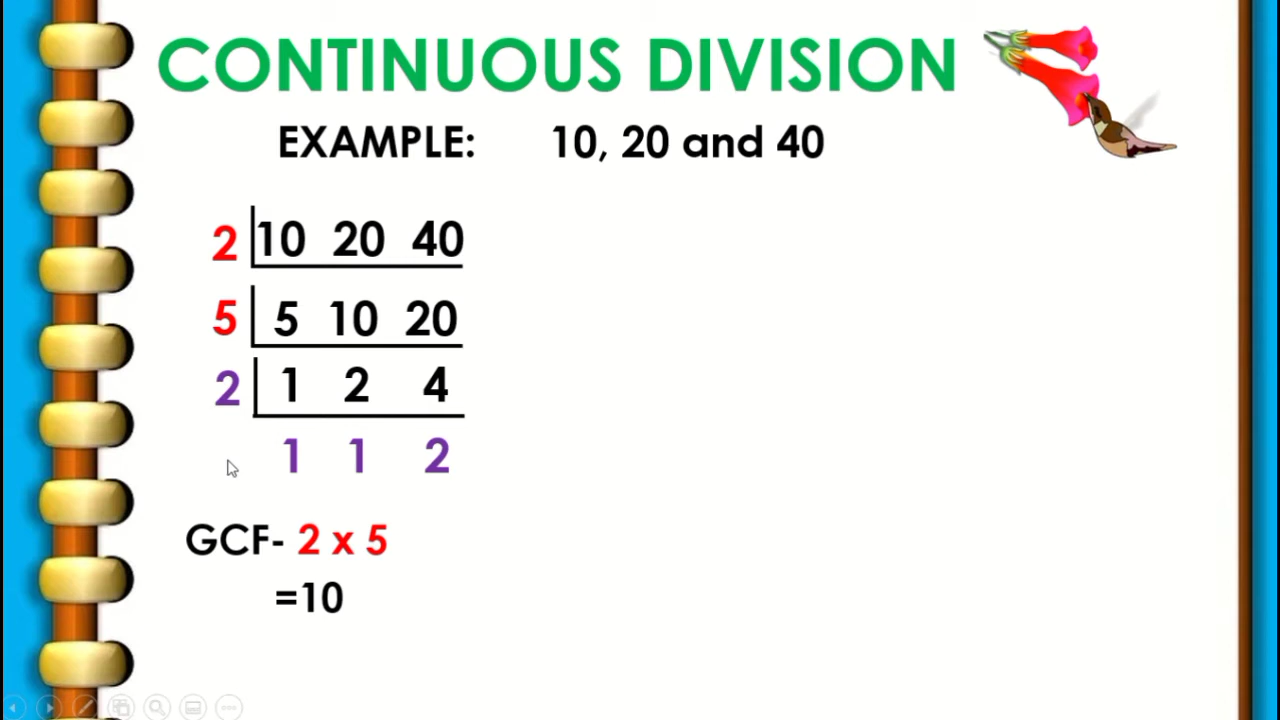 CONTINUOUS DIVISION
EXAMPLE: 10, 20 and 40
2 10 20 40
5 5 10 20
2 1 2 4
1 1 2
GCF- 2 x 5
=10